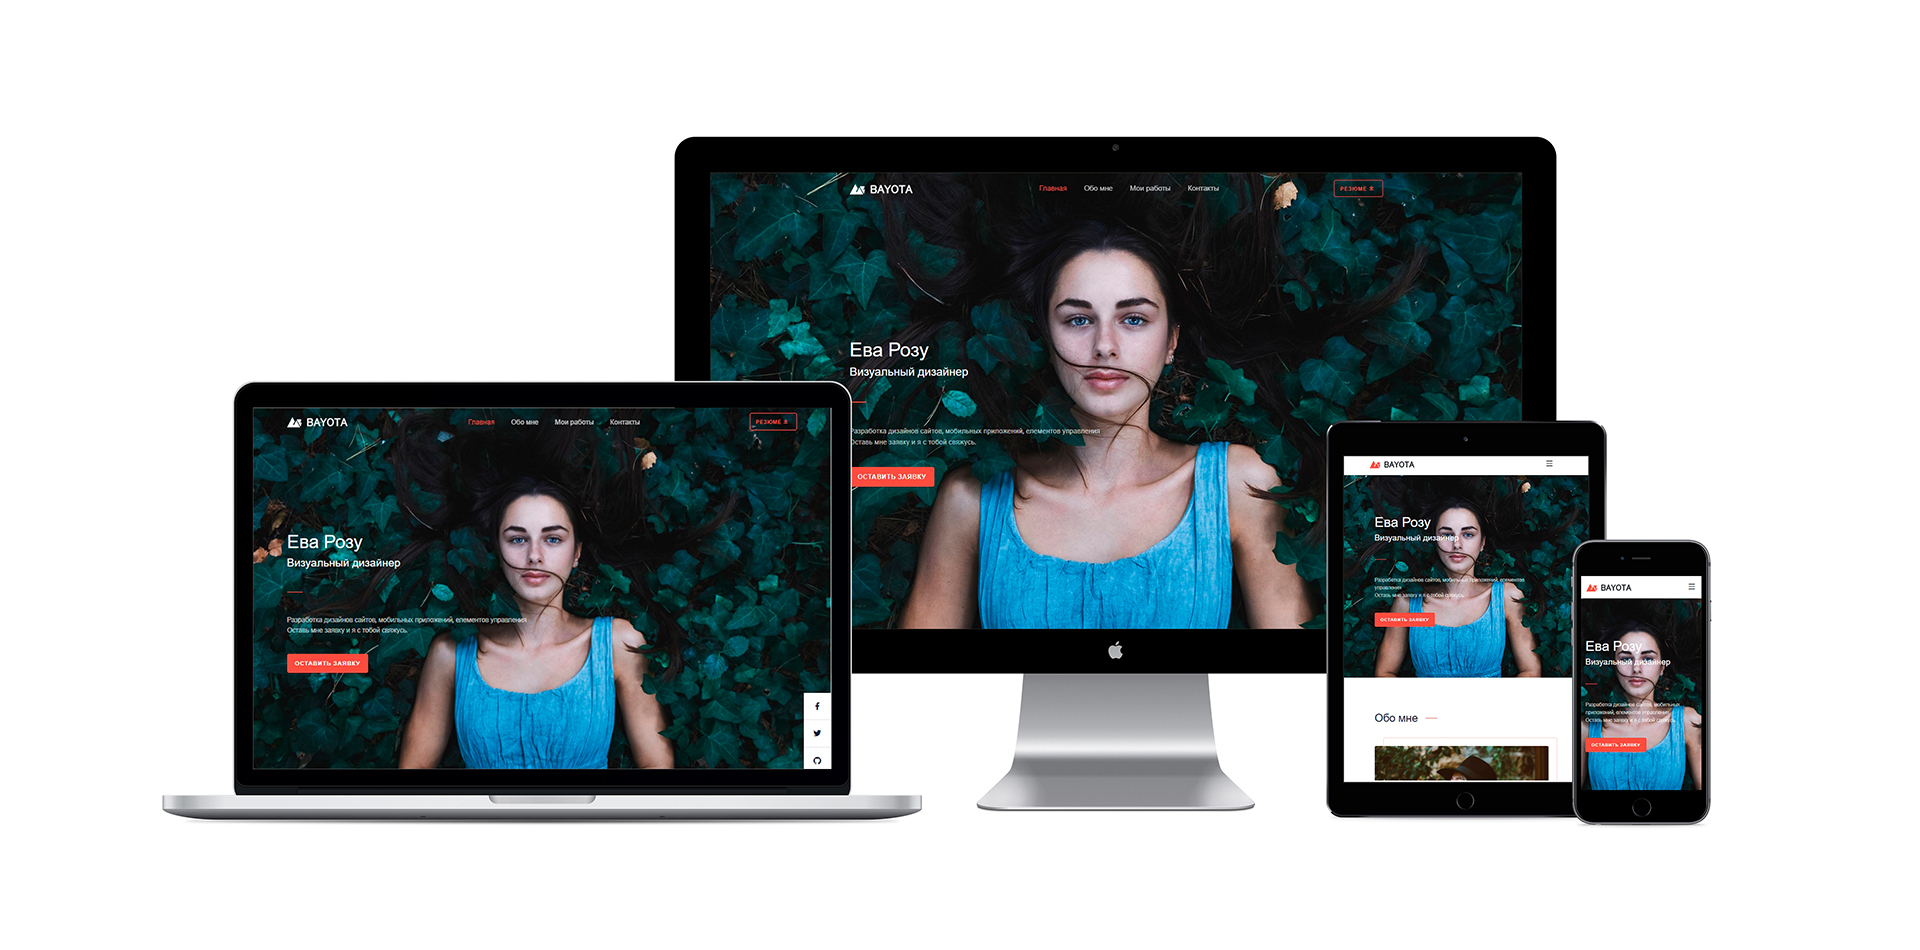 BAYOTA
Главная Обо мне Мои работы Контакты
РЕЗЮМЕ
Ева Розу
Визуальный дизайнер
Разработка дизайнов сайтов, мобильных приложений, елементов управления
Оставь мне заявку и я с тобой свяжусь.
ОСТАВИТЬ ЗАЯВКУ
BAYOTA
Главная Обо мне Мои работы Контакты
РЕЗЮМЕ
Ева Розу
Визуальный дизайнер
Разработка дизайнов сайтов, мобильных приложений, елементов управления
Оставь мне заявку и я с тобой свяжусь.
ОСТАВИТЬ ЗАЯВКУ
BAYOTA
Ева Розу
Визуальный дизайнер
Разработка дизайнов сайтов, мобильных приложений, елементов
управления
Оставь мне заявку и я с тобой свяжусь.
ОСТАВИТЬ ЗАЯВКУ
Обо мне
BAYOTA
Ева Розу
Визуальный дизайнер
Разработка дизайнов сайтов, мобильных
приложений, елементов управления
Оставь мне заявку и я с тобой свяжусь.
ОСТАВИТЬ ЗАЯВКУ